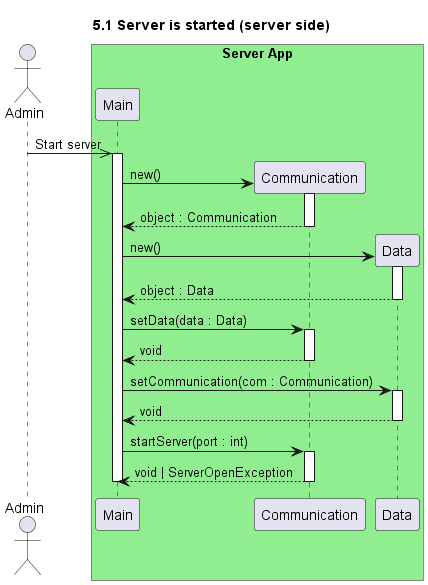 5.1 Server is started (server side)
Server App
Admin
Main
Start server
new()
Communication
object : Communication
new()
Data
object : Data
setData(data : Data)
void
setCommunication(com : Communication)
void
startServer(port : int)
void | ServerOpenException
Admin
Main
Communication
Data